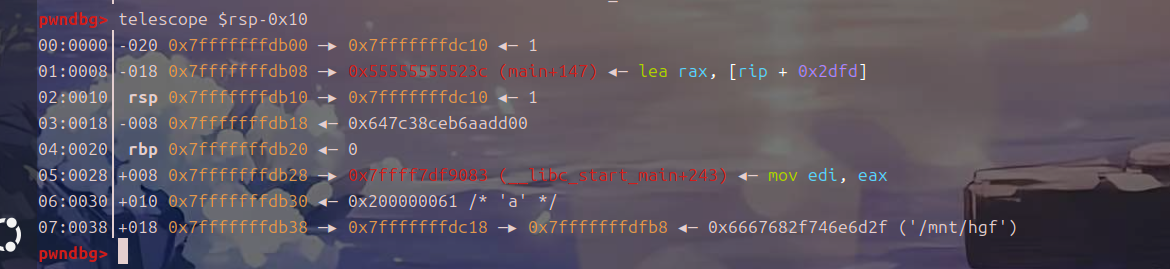 pwndbg> telescope $rsp-0x10
00:0000│-020 0x7fffffffdb00 —▸ 0x7fffffffdc10 ◂— 1
01:0008│-018 0x7fffffffdb08 —▸ 0x55555555523c (main+147) ◂— lea rax, [rip + 0x2dfd]
02:0010│ rsp 0x7fffffffdb10 —▸ 0x7fffffffdc10 ◂— 1
03:0018│-008 0x7fffffffdb18 ◂— 0x647c38ceb6aadd00
04:0020│ rbp 0x7fffffffdb20 ◂— 0
05:0028│+008 0x7fffffffdb28 —▸ 0x7ffff7df9083 (__libc_start_main+243) ◂— mov edi, eax
06:0030│+010 0x7fffffffdb30 ◂— 0x200000061 /* 'a' */
07:0038│+018 0x7fffffffdb38 —▸ 0x7fffffffdc18 —▸ 0x7fffffffdfb8 ◂— 0x6667682f746e6d2f ('/mnt/hgf')
pwndbg>